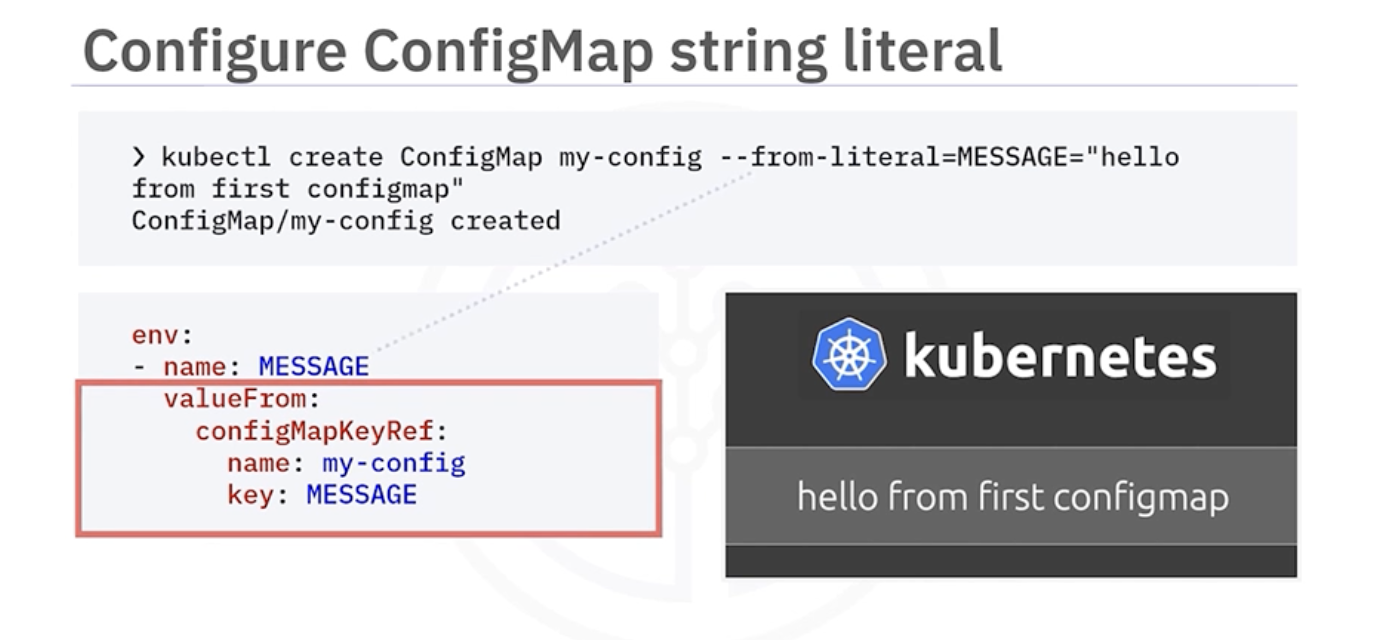 Configure ConfigMap string literal
❯ kubectl create ConfigMap my-config --from-literal=MESSAGE="hello
from first configmap"
ConfigMap/my-config created
env:
- name: MESSAGE
  valueFrom:
    configMapKeyRef:
      name: my-config
      key: MESSAGE
kubernetes
hello from first configmap